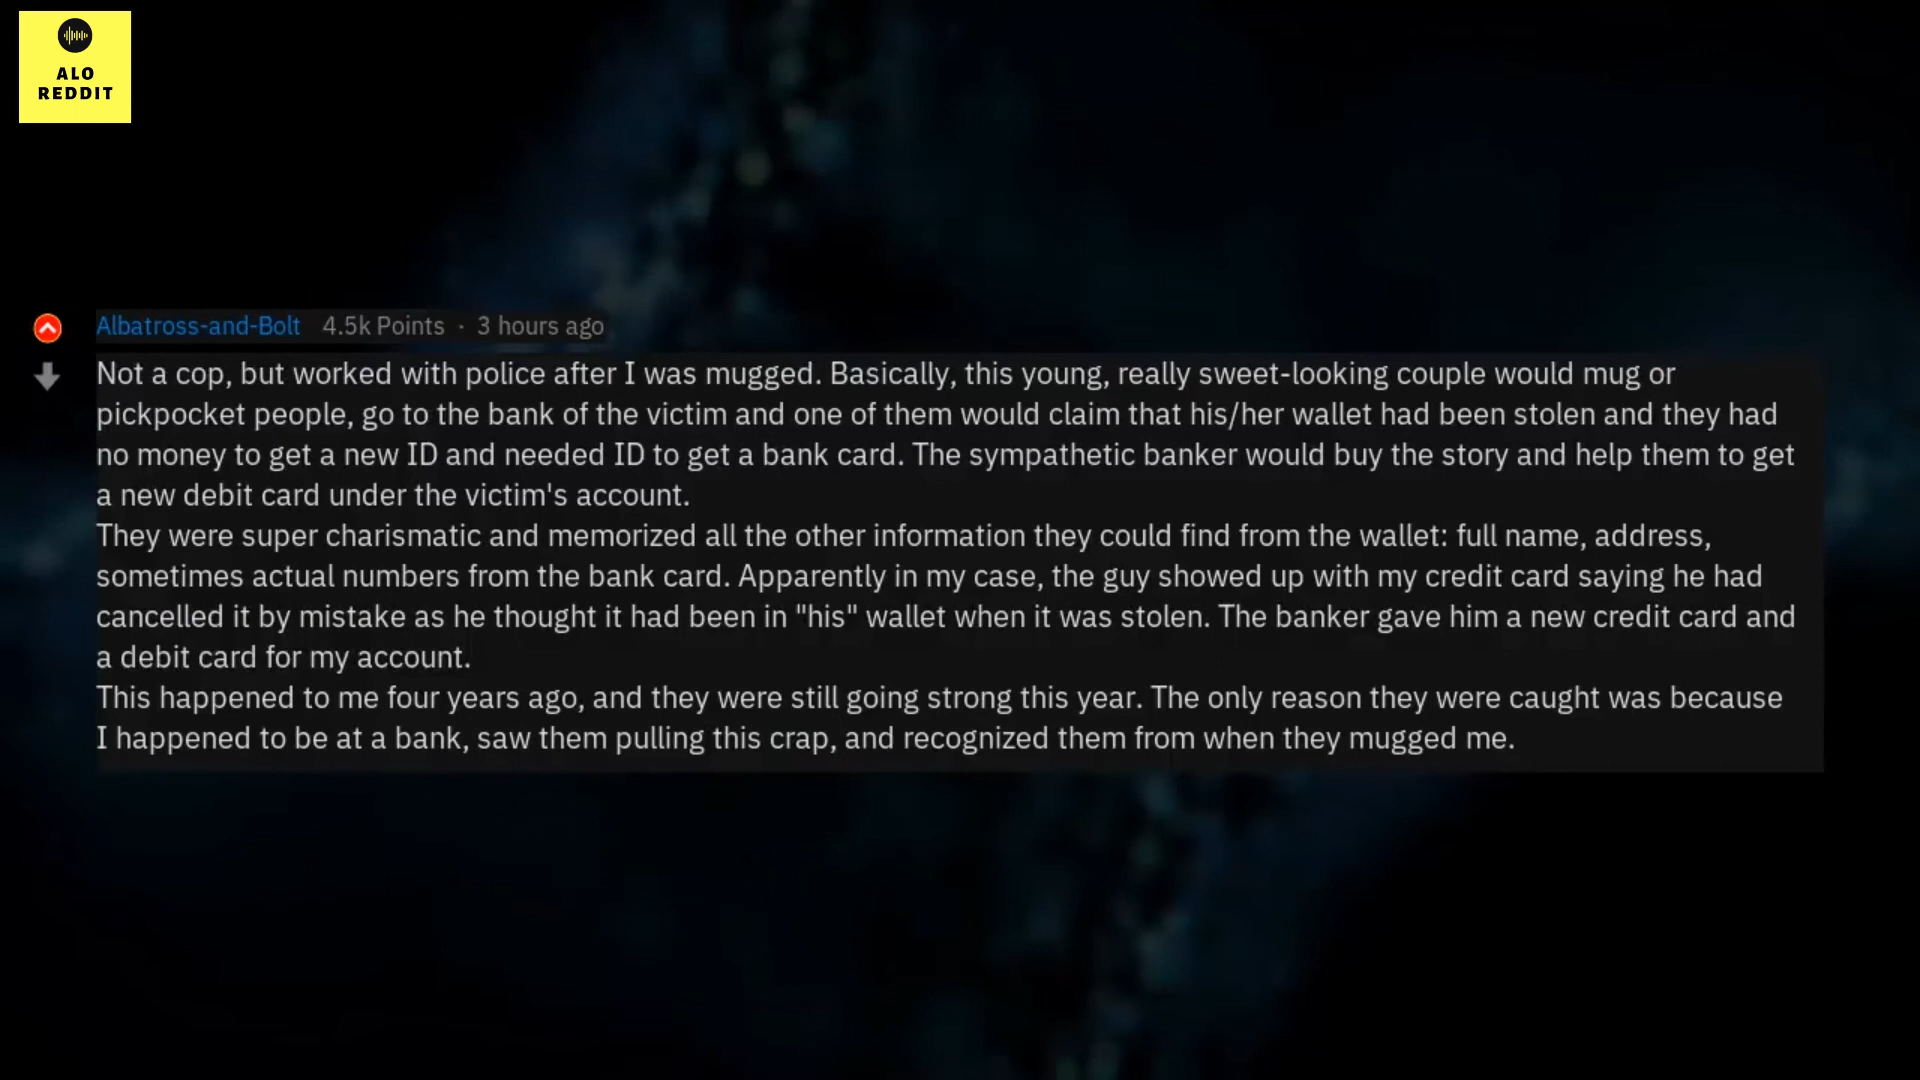 ALO
REDDIT
Albatross-and-Bolt 4.5k Points · 3 hours ago
Not a cop, but worked with police after I was mugged. Basically, this young, really sweet-looking couple would mug or
pickpocket people, go to the bank of the victim and one of them would claim that his/her wallet had been stolen and they had
no money to get a new ID and needed ID to get a bank card. The sympathetic banker would buy the story and help them to get
a new debit card under the victim's account.
They were super charismatic and memorized all the other information they could find from the wallet: full name, address,
sometimes actual numbers from the bank card. Apparently in my case, the guy showed up with my credit card saying he had
cancelled it by mistake as he thought it had been in "his" wallet when it was stolen. The banker gave him a new credit card and
a debit card for my account.
This happened to me four years ago, and they were still going strong this year. The only reason they were caught was because
I happened to be at a bank, saw them pulling this crap, and recognized them from when they mugged me.